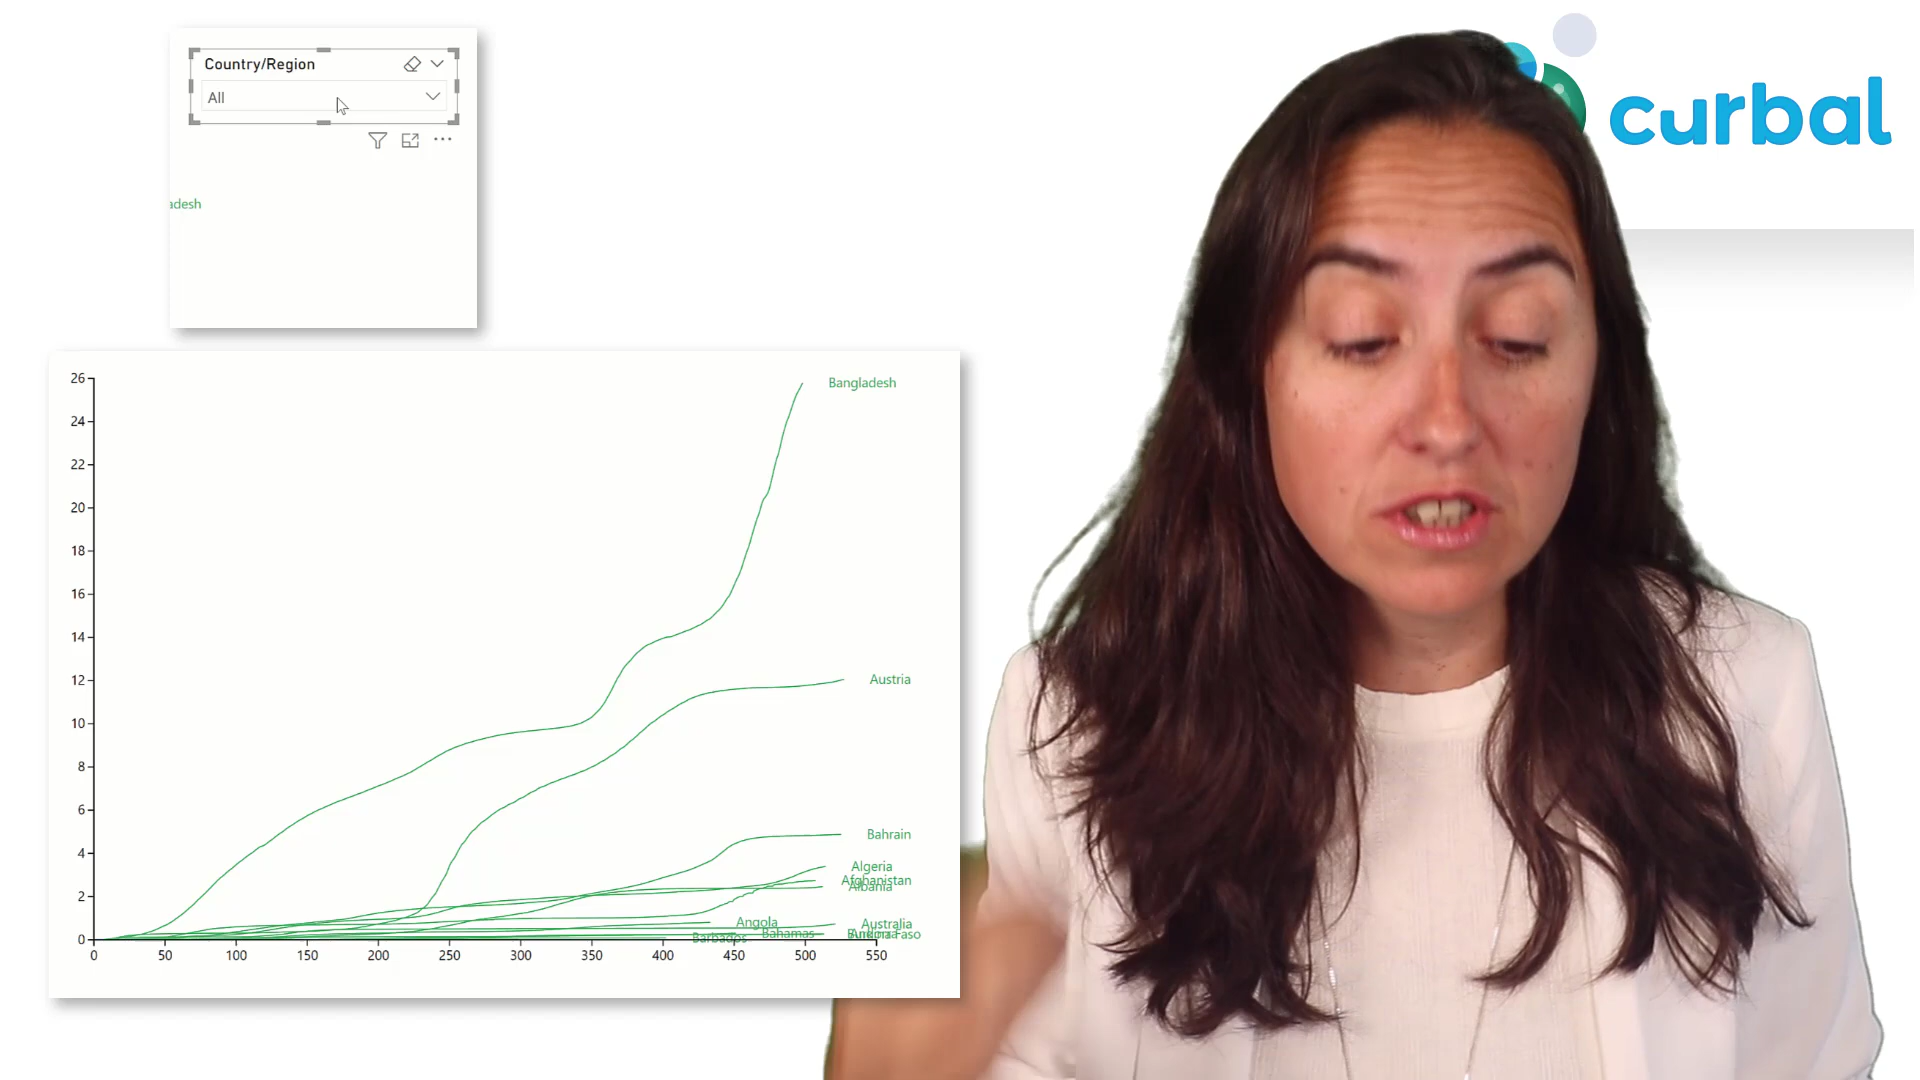 Country/Region
All
adesh
curbal
26
24
22
20
18
16
14
12
10
8
6
4
2
0
Bangladesh
Austria
Bahrain
Algeria
Afghanistan
Albania
Angola
Australia
Barbados
Bahamas
Burkina Faso
0 50 100 150 200 250 300 350 400 450 500 550